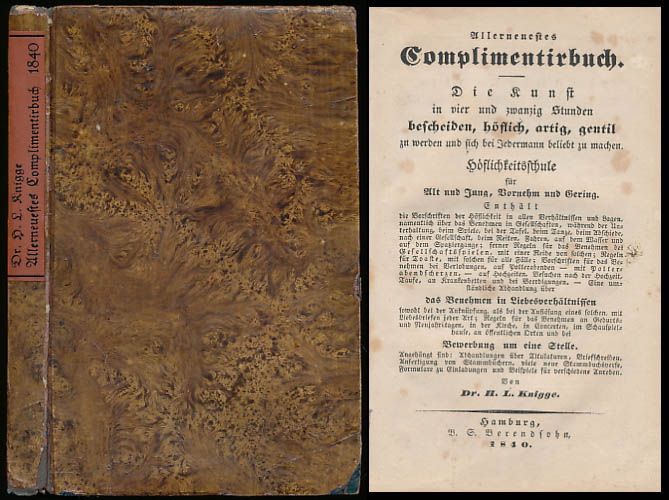 Dr. H. L. Knigge
Allerneuestes Complimentirbuch 1840
Allerneuestes
Complimentirbuch.
Die Kunst
in vier und zwanzig Stunden
bescheiden, höflich, artig, gentil
zu werden und sich bei Jedermann beliebt zu machen.
Höflichkeitsschule
für
Alt und Jung, Vornehm und Gering.
Enthält
die Vorschriften der Höflichkeit in allen Verhältnissen und Lagen,
namentlich über das Benehmen in Gesellschaften, während der Un-
terhaltung, beim Spiele, bei der Tafel, beim Tanze, beim Abschiede,
nach einer Gesellschaft, beim Reiten, Fahren, auf dem Wasser und
auf dem Spaziergange; ferner Regeln für das Benehmen bei
Gesellschaftsspielen, mit einer Reihe von solchen; Regeln
für Toaste, mit solchen für alle Fälle; Vorschriften für das Be-
nehmen bei Verlobungen, auf Polterabenden — mit Polter-
abendscherzen, — auf Hochzeiten, Besuchen nach der Hochzeit,
Taufe, an Krankenbetten und bei Beerdigungen. — Eine um-
ständliche Abhandlung über
das Benehmen in Liebesverhältnissen
sowohl bei der Anknüpfung, als bei der Auflösung eines solchen, mit
Liebesbriefen jeder Art; Regeln für das Benehmen an Geburts-
und Neujahrstagen, in der Kirche, in Concerten, im Schauspiel-
hause, an öffentlichen Orten und bei
Bewerbung um eine Stelle.
Angehängt sind: Abhandlungen über Titulaturen, Briefschreiben,
Anfertigung von Stammbüchern, viele neue Stammbuchsverse,
Formulare zu Einladungen und Beispiele für verschiedene Anreden.
Von
Dr. H. L. Knigge.
Hamburg,
B. S. Berendsohn.
1840.